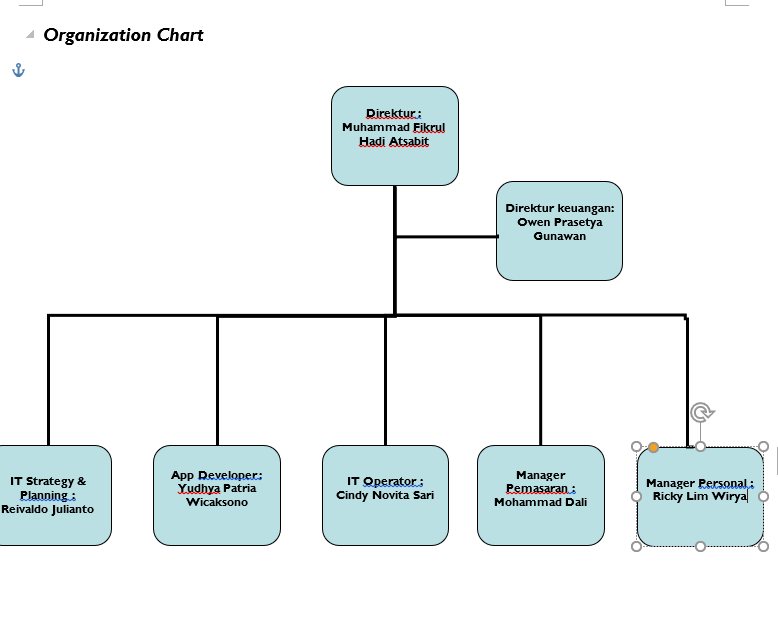 Organization Chart
Direktur :
Muhammad Fikrul
Hadi Atsabit
Direktur keuangan:
Owen Prasetya
Gunawan
IT Strategy &
Planning :
Reivaldo Julianto
App Developer:
Yudhya Patria
Wicaksono
IT Operator :
Cindy Novita Sari
Manager
Pemasaran :
Mohammad Dali
Manager Personal :
Ricky Lim Wirya